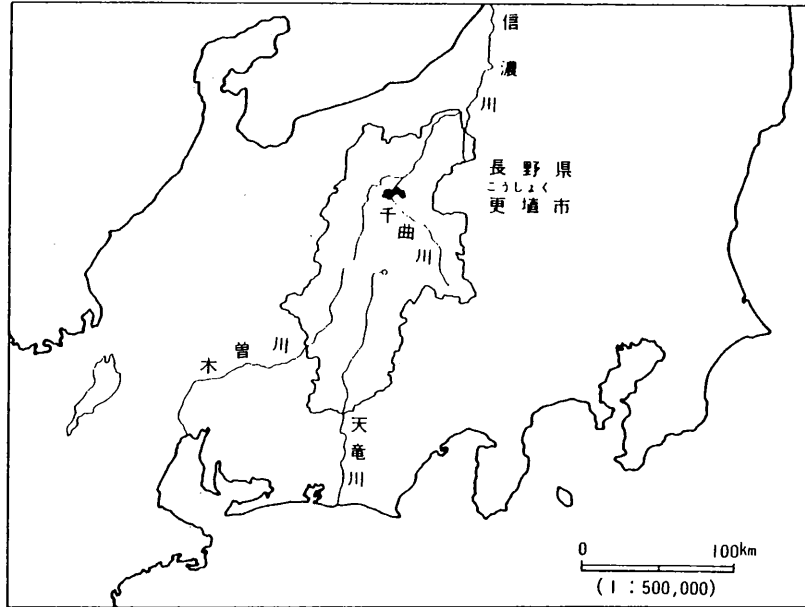 信濃川
長野県
こうしょく
更埴市
千曲川
木曽川
天竜川
0 100km
(1:500,000)